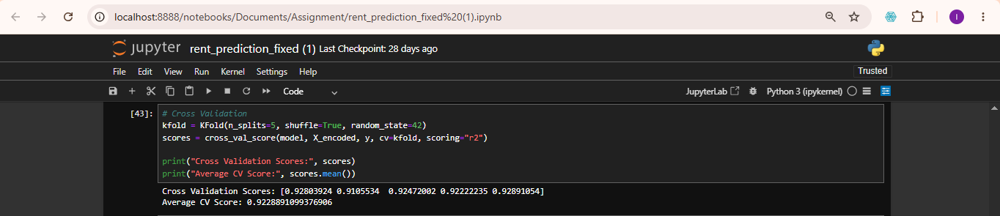 localhost:8888/notebooks/Documents/Assignment/rent_prediction_fixed%20(1).ipynb
I
jupyter rent_prediction_fixed (1) Last Checkpoint: 28 days ago
File Edit View Run Kernel Settings Help
Trusted
Code
JupyterLab
Python 3 (ipykernel)
[43]:
# Cross Validation
kfold = KFold(n_splits=5, shuffle=True, random_state=42)
scores = cross_val_score(model, X_encoded, y, cv=kfold, scoring="r2")
print("Cross Validation Scores:", scores)
print("Average CV Score:", scores.mean())
Cross Validation Scores: [0.92803924 0.9105534  0.92472002 0.92222235 0.92891054]
Average CV Score: 0.9228891099376906